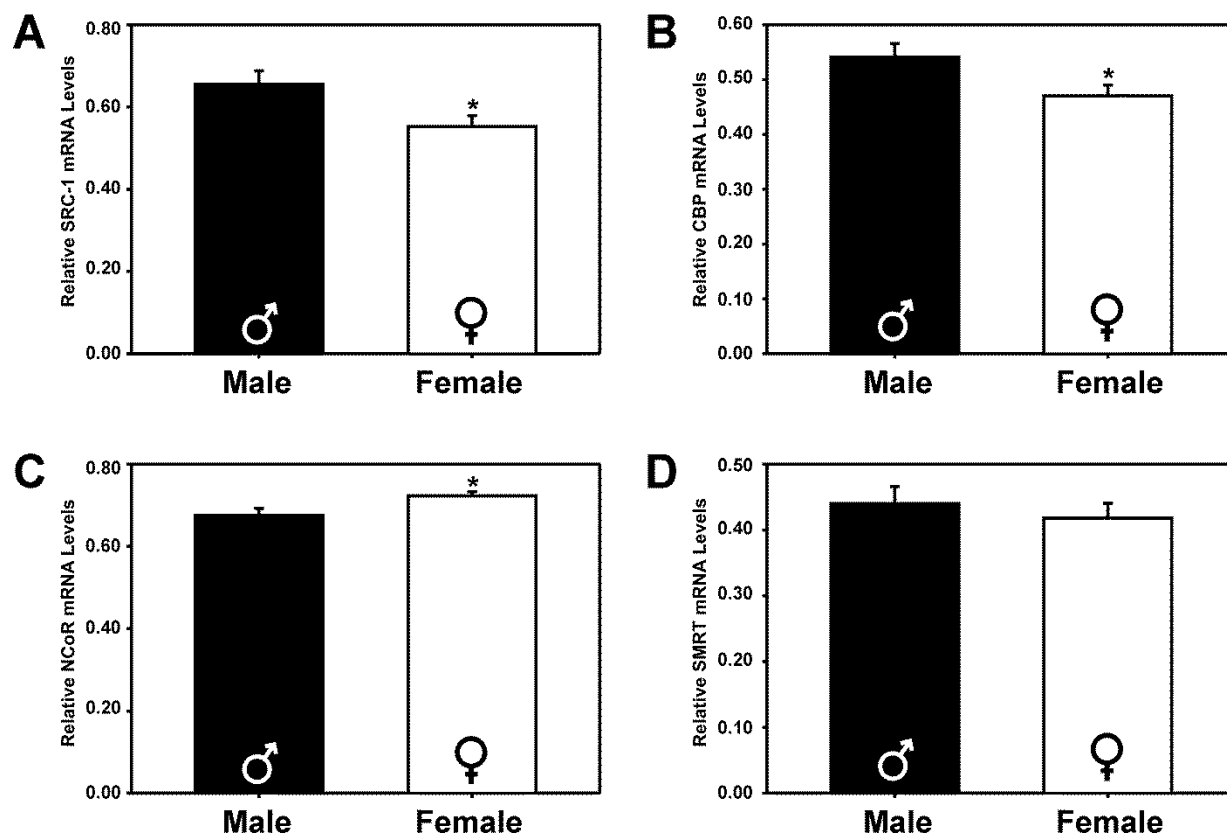 A
Relative SRC-1 mRNA Levels
0.80
0.60
0.40
0.20
0.00
*
♂
♀
Male
Female
B
Relative CBP mRNA Levels
0.60
0.50
0.40
0.30
0.20
0.10
0.00
*
♂
♀
Male
Female
C
Relative NCoR mRNA Levels
0.80
0.60
0.40
0.20
0.00
*
♂
♀
Male
Female
D
Relative SMRT mRNA Levels
0.50
0.40
0.30
0.20
0.10
0.00
♂
♀
Male
Female